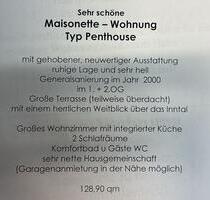 Sehr schöne
Maisonette – Wohnung
Typ Penthouse
mit gehobener, neuwertiger Ausstattung
ruhige Lage und sehr hell
Generalsanierung im Jahr 2000
im 1. + 2.OG
Große Terrasse (teilweise überdacht)
mit einem herrlichen Weitblick über das Inntal
Großes Wohnzimmer mit integrierter Küche
2 Schlafräume
Komfortbad u Gäste WC
sehr nette Hausgemeinschaft
(Garagenanmietung in der Nähe möglich)
128,90 qm